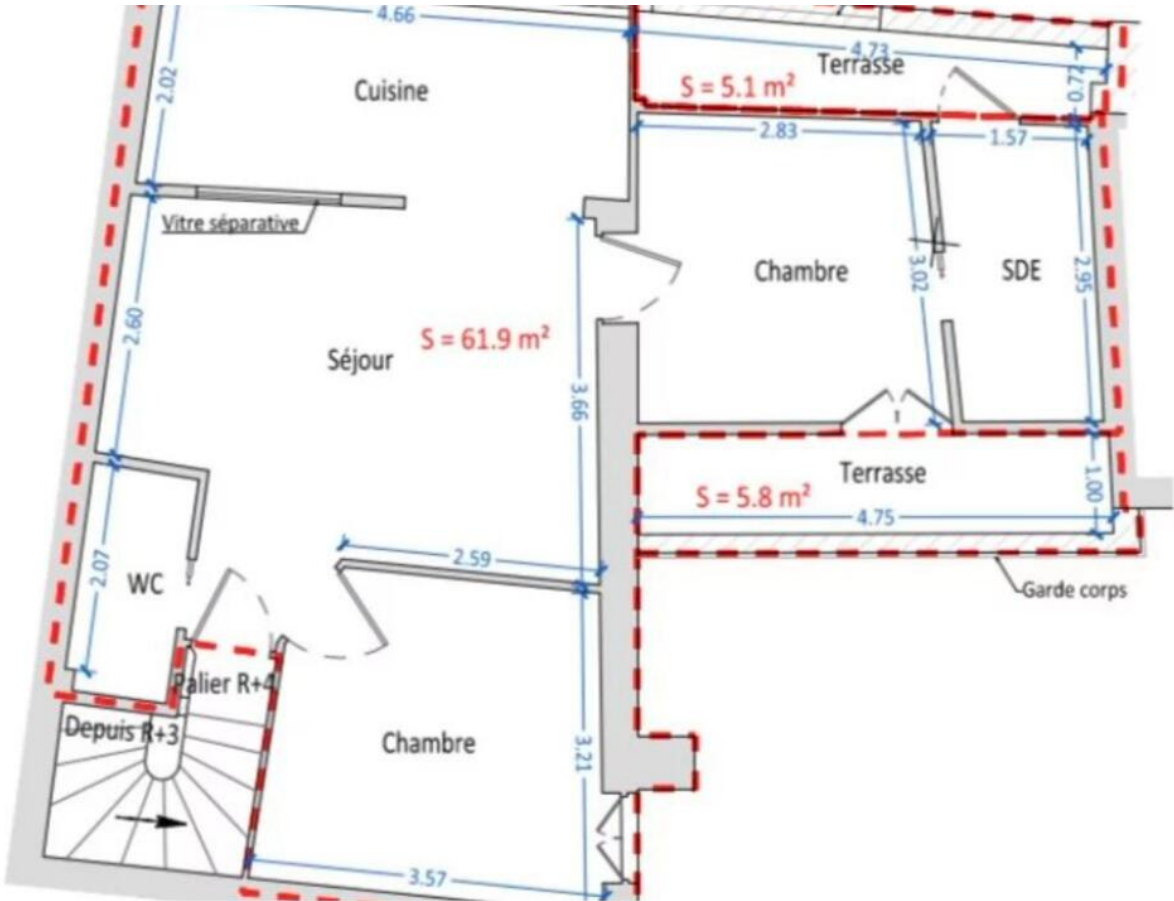 4.66
4.73
Terrasse
S = 5.1 m²
0.72
2.02
Cuisine
2.83
1.57
Vitre séparative
Chambre
3.02
SDE
2.95
2.60
S = 61.9 m²
Séjour
3.66
Terrasse
S = 5.8 m²
1.00
4.75
2.59
2.07
WC
Garde corps
Palier R+4
Depuis R+3
Chambre
3.21
3.57